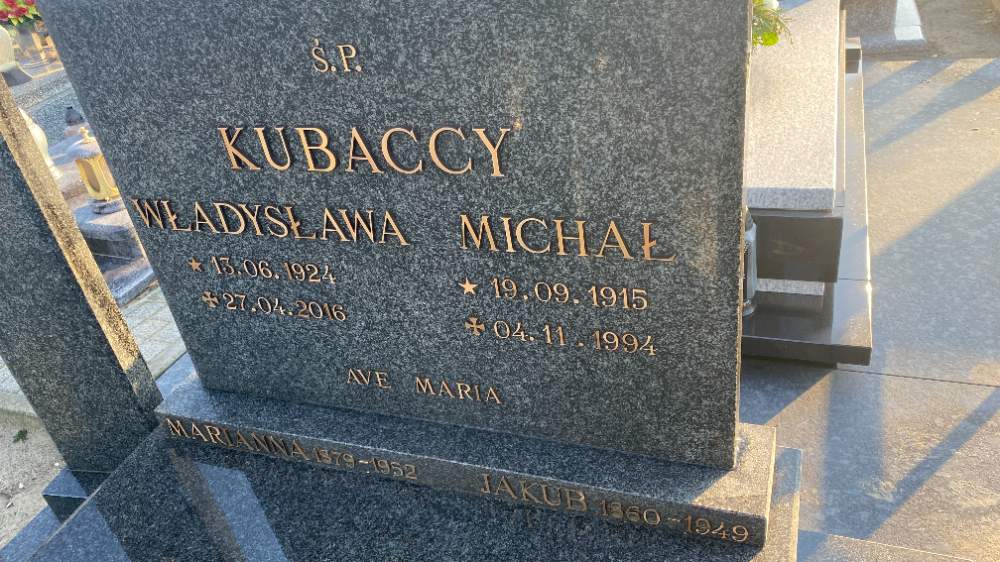 Ś.P.
KUBACCY
WŁADYSŁAWA MICHAŁ
13.06.1924 19.09.1915
27.04.2016 04.11.1994
AVE MARIA
MARIANNA 1879-1952 JAKUB 1860-1949